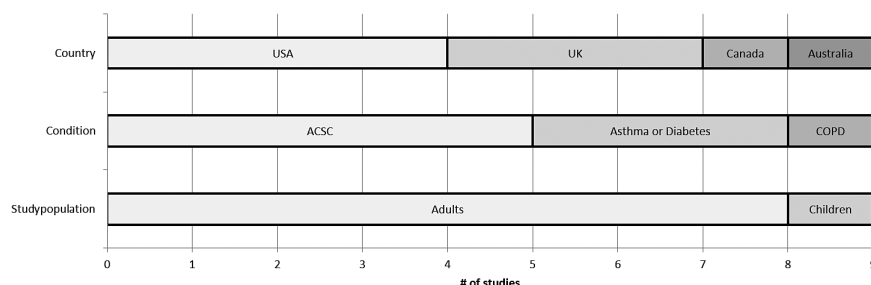 Country
USA
UK
Canada
Australia
Condition
ACSC
Asthma or Diabetes
COPD
Studypopulation
Adults
Children
0 1 2 3 4 5 6 7 8 9
# of studies